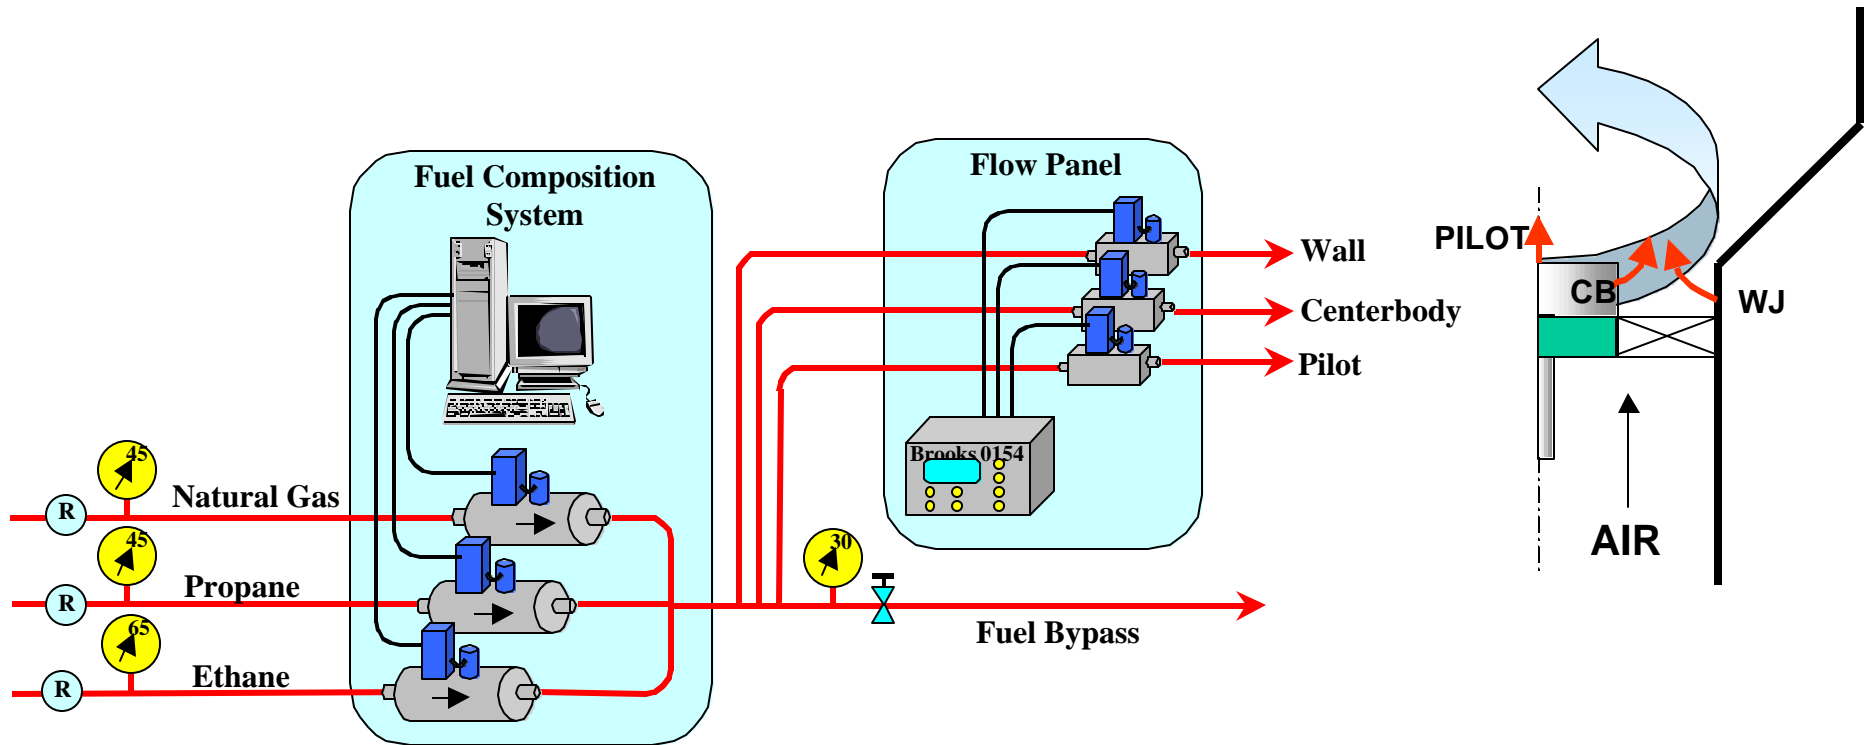 Fuel Composition
System
Flow Panel
Wall
Centerbody
Pilot
Brooks 0154
45
R
Natural Gas
45
R
Propane
65
R
Ethane
30
Fuel Bypass
PILOT
CB
WJ
AIR